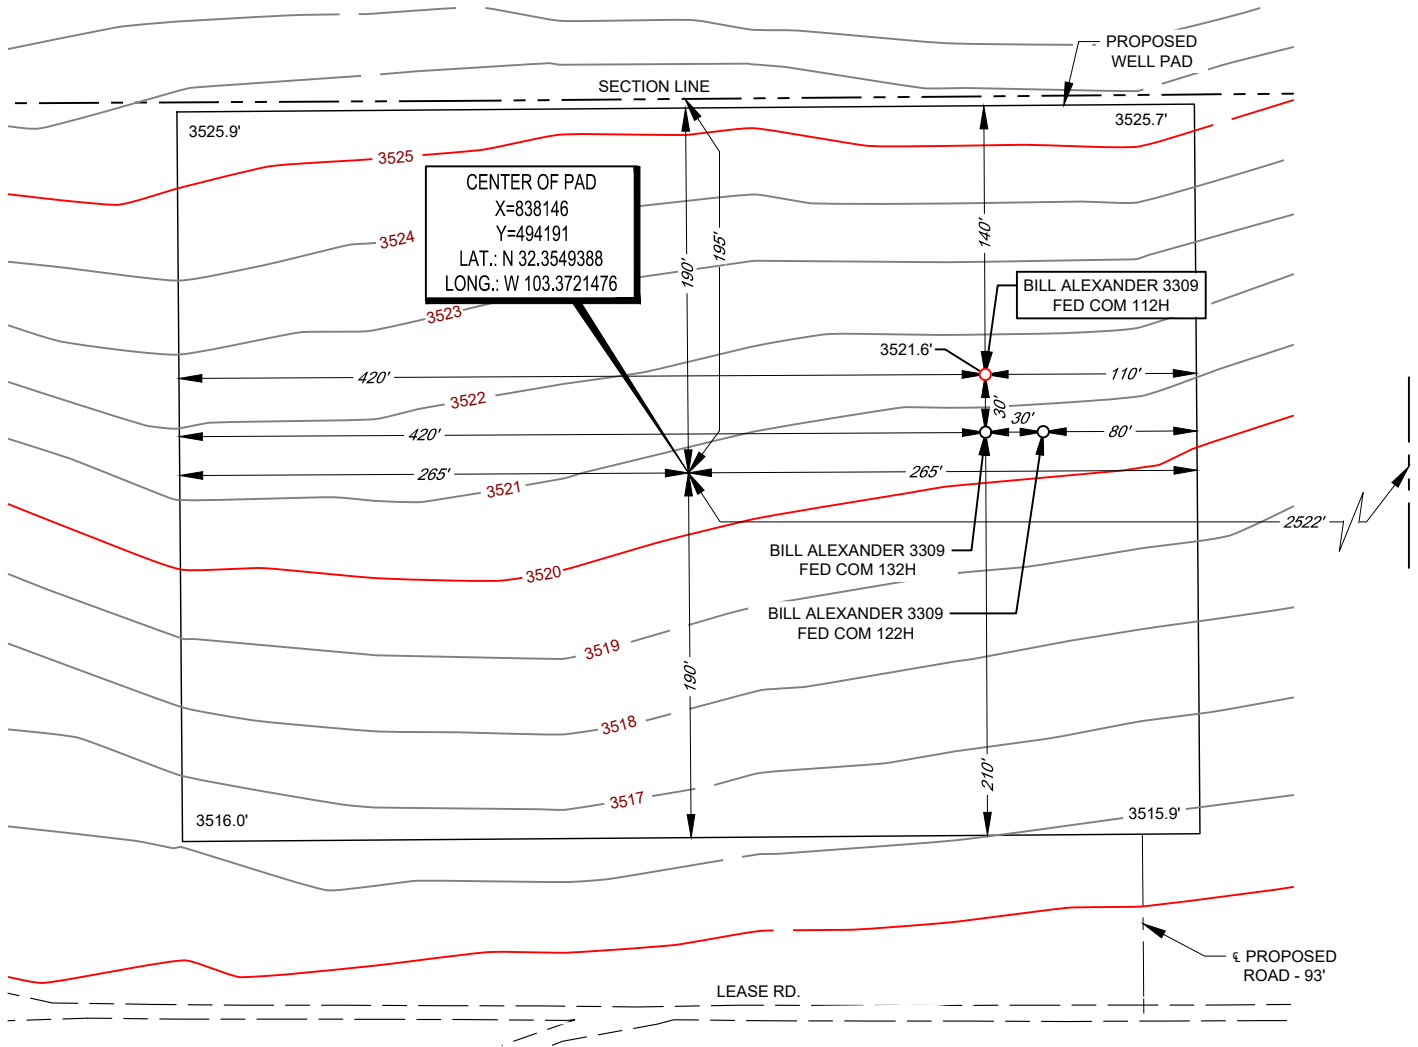 PROPOSED
WELL PAD
SECTION LINE
3525.9'
3525.7'
3525
CENTER OF PAD
X=838146
Y=494191
LAT.: N 32.3549388
LONG.: W 103.3721476
3524
190'
195'
140'
3523
BILL ALEXANDER 3309
FED COM 112H
3521.6'
420'
110'
3522
30'
30'
420'
80'
265'
265'
3521
2522'
BILL ALEXANDER 3309
FED COM 132H
3520
BILL ALEXANDER 3309
FED COM 122H
3519
190'
3518
210'
3517
3516.0'
3515.9'
℄ PROPOSED
ROAD - 93'
LEASE RD.